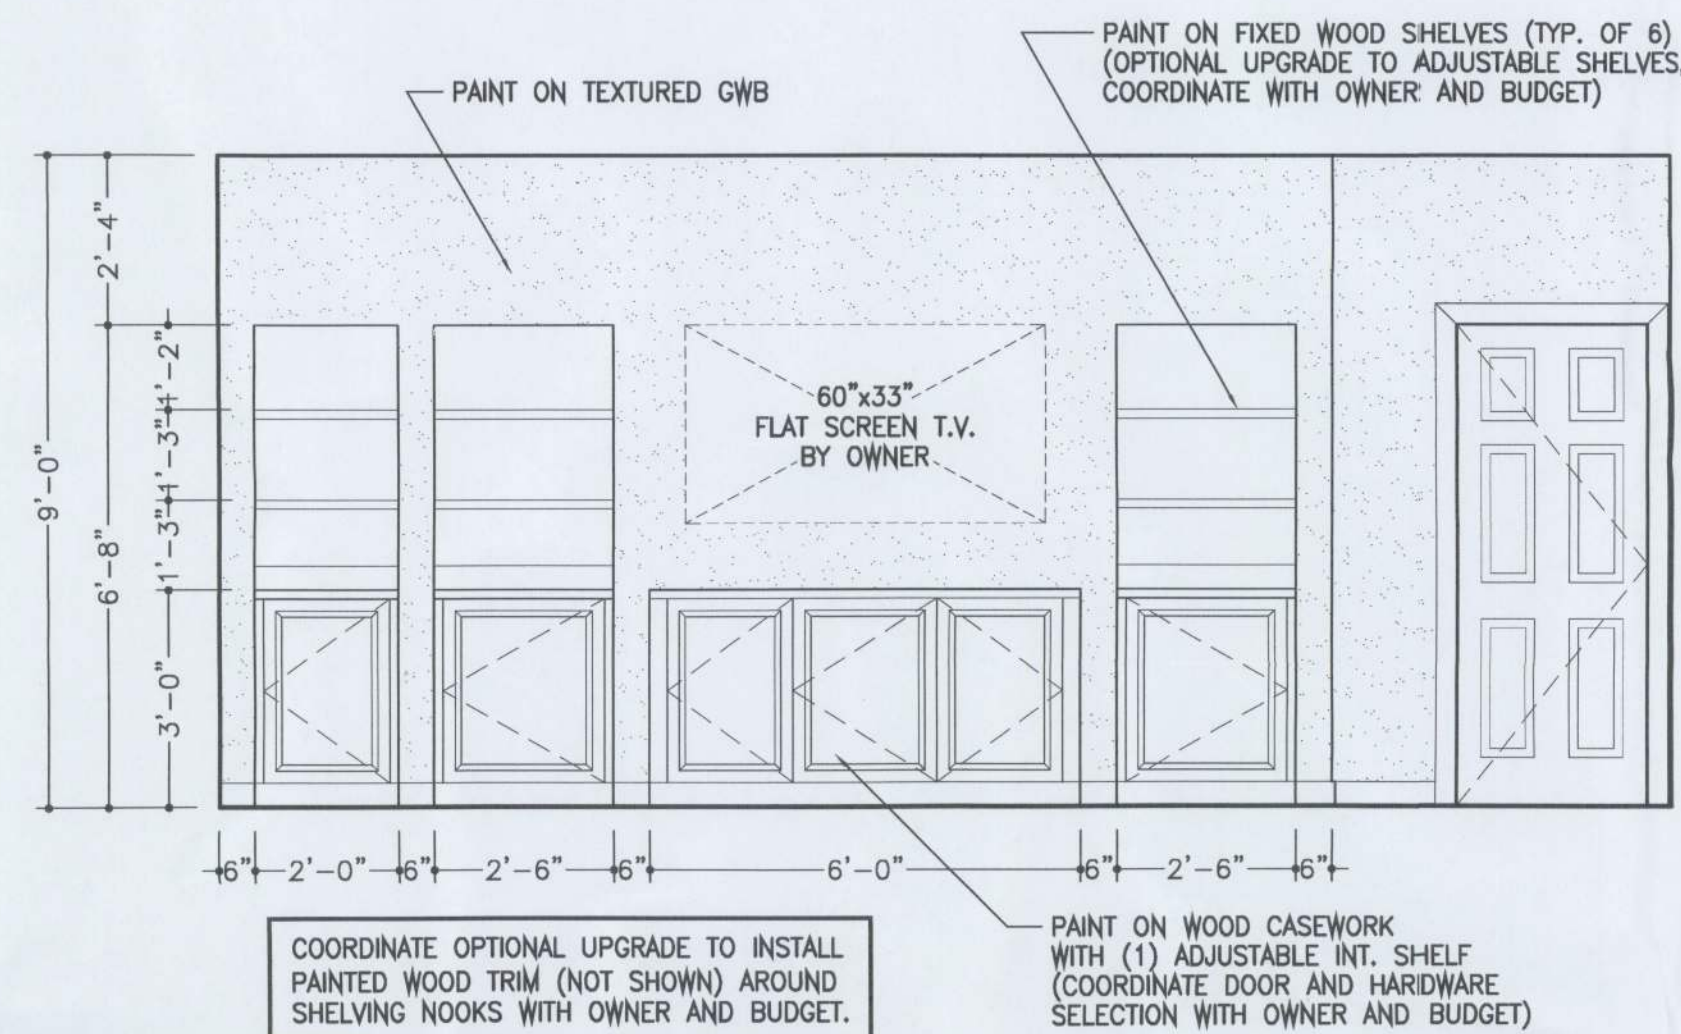 PAINT ON FIXED WOOD SHELVES (TYP. OF 6)
(OPTIONAL UPGRADE TO ADJUSTABLE SHELVES,
COORDINATE WITH OWNER AND BUDGET)
PAINT ON TEXTURED GWB
9'-0"
2'-4"
6'-8"
1'-2"
1'-3"
1'-3"
3'-0"
60"x33"
FLAT SCREEN T.V.
BY OWNER
6"
2'-0"
6"
2'-6"
6"
6'-0"
6"
2'-6"
6"
COORDINATE OPTIONAL UPGRADE TO INSTALL
PAINTED WOOD TRIM (NOT SHOWN) AROUND
SHELVING NOOKS WITH OWNER AND BUDGET.
PAINT ON WOOD CASEWORK
WITH (1) ADJUSTABLE INT. SHELF
(COORDINATE DOOR AND HARDWARE
SELECTION WITH OWNER AND BUDGET)